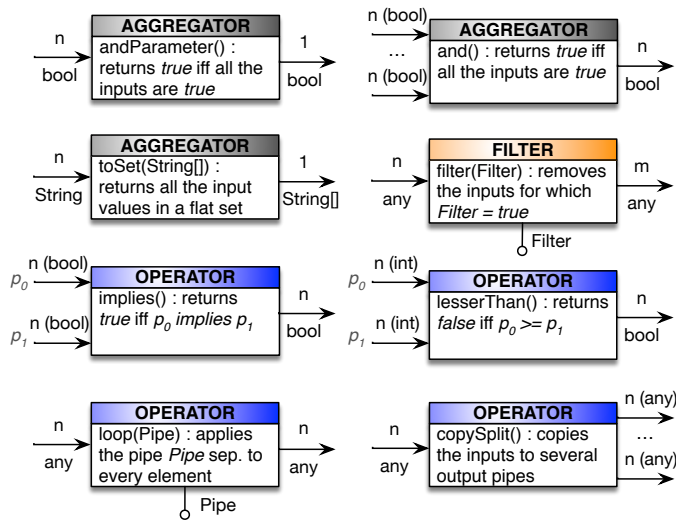 AGGREGATOR
n
bool
andParameter() :
returns true iff all the
inputs are true
1
bool
AGGREGATOR
n (bool)
...
n (bool)
and() : returns true iff
all the inputs are true
n
bool
AGGREGATOR
n
String
toSet(String[]) :
returns all the input
values in a flat set
1
String[]
FILTER
n
any
filter(Filter) : removes
the inputs for which
Filter = true
m
any
Filter
OPERATOR
p0 n (bool)
p1 n (bool)
implies() : returns
true iff p0 implies p1
n
bool
OPERATOR
p0 n (int)
p1 n (int)
lesserThan() : returns
false iff p0 >= p1
n
bool
OPERATOR
n
any
loop(Pipe) : applies
the pipe Pipe sep. to
every element
n
any
Pipe
OPERATOR
n
any
copySplit() : copies
the inputs to several
output pipes
n (any)
...
n (any)